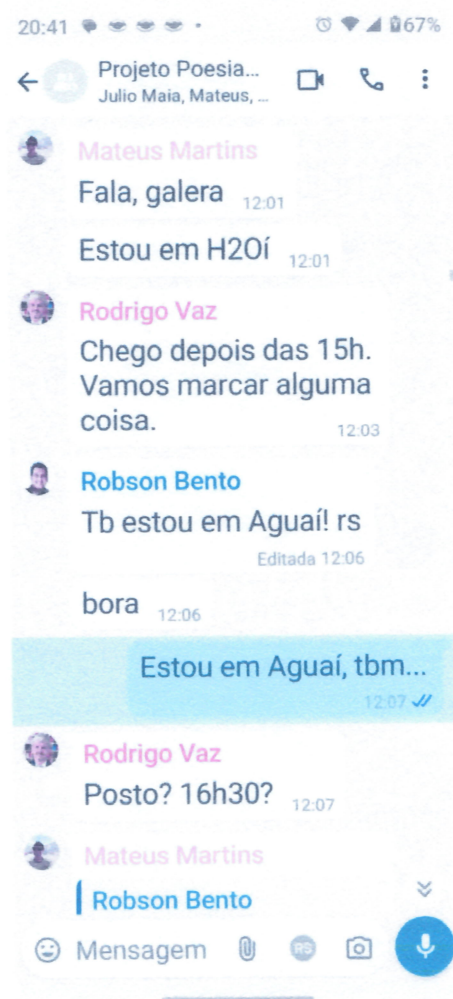 20:41
67%
Projeto Poesia...
Julio Maia, Mateus, ...
Mateus Martins
Fala, galera 12:01
Estou em H2Oí 12:01
Rodrigo Vaz
Chego depois das 15h.
Vamos marcar alguma
coisa. 12:03
Robson Bento
Tb estou em Aguaí! rs
Editada 12:06
bora 12:06
Estou em Aguaí, tbm...
12:07
Rodrigo Vaz
Posto? 16h30? 12:07
Mateus Martins
Robson Bento
Mensagem
RS